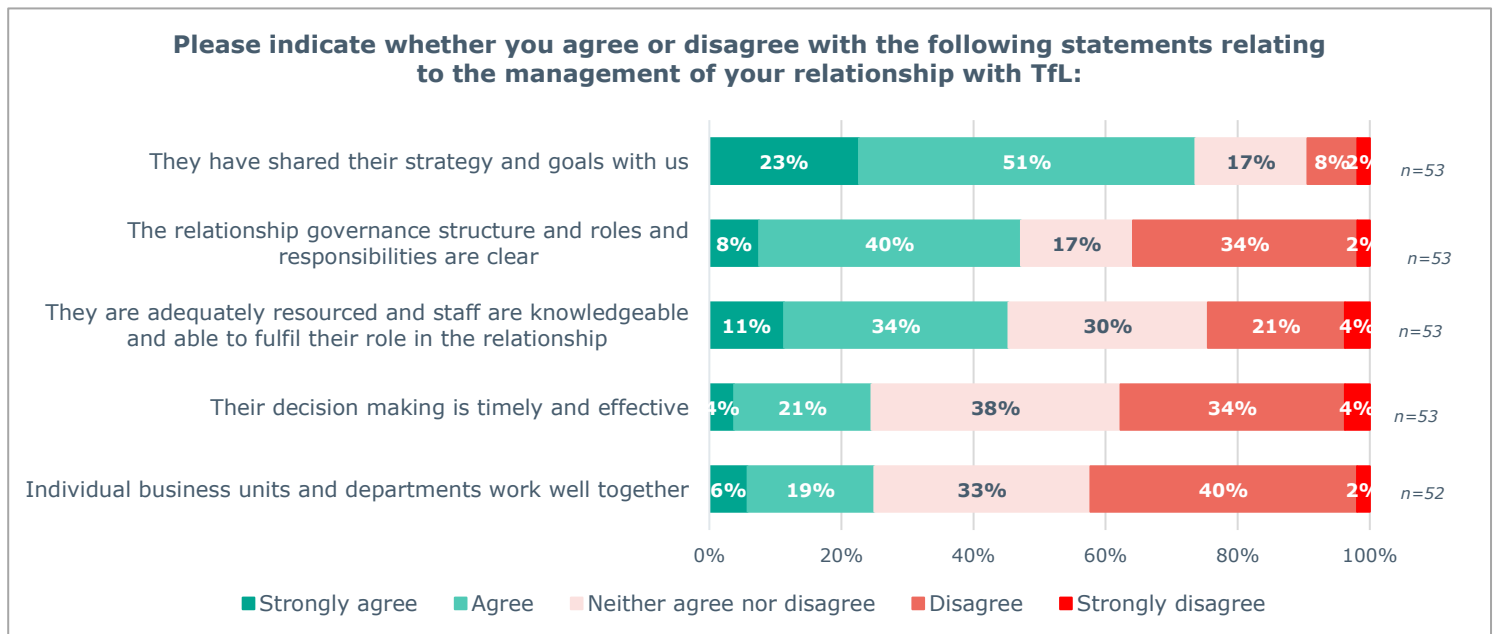 Please indicate whether you agree or disagree with the following statements relating
to the management of your relationship with TfL:
They have shared their strategy and goals with us
23% 51% 17% 8% 2% n=53
The relationship governance structure and roles and
responsibilities are clear
8% 40% 17% 34% 2% n=53
They are adequately resourced and staff are knowledgeable
and able to fulfil their role in the relationship
11% 34% 30% 21% 4% n=53
Their decision making is timely and effective
4% 21% 38% 34% 4% n=53
Individual business units and departments work well together
6% 19% 33% 40% 2% n=52
0% 20% 40% 60% 80% 100%
Strongly agree Agree Neither agree nor disagree Disagree Strongly disagree